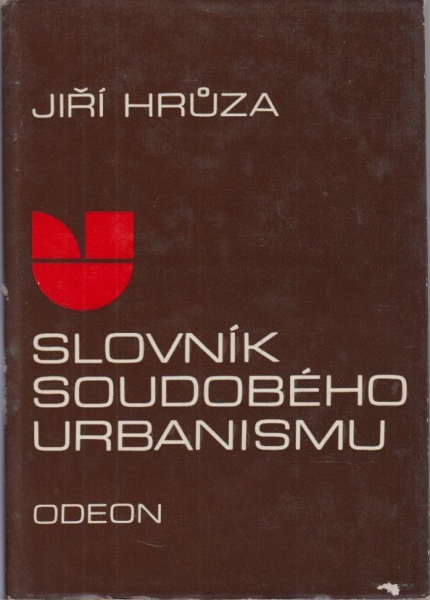 JIŘÍ HRŮZA
SLOVNÍK
SOUDOBÉHO
URBANISMU
ODEON